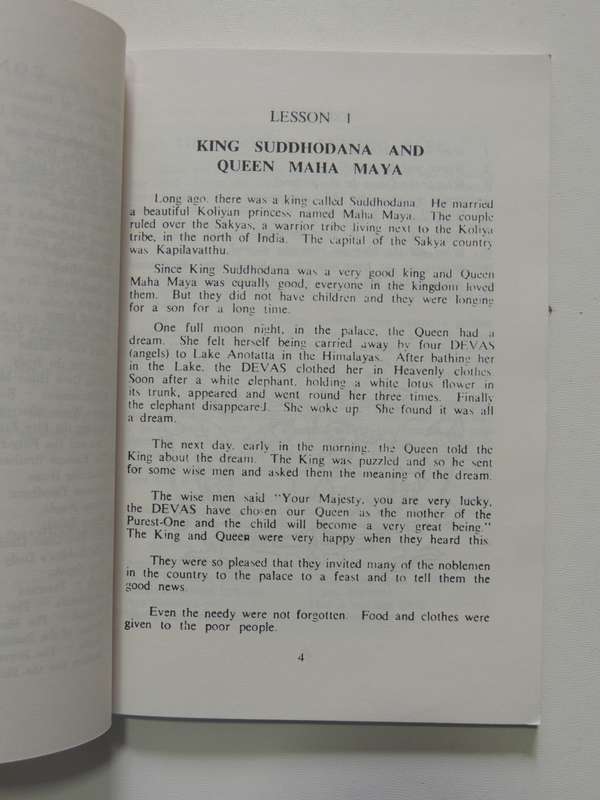 LESSON 1
KING SUDDHODANA AND
QUEEN MAHA MAYA
Long ago, there was a king called Suddhodana. He married
a beautiful Koliyan princess named Maha Maya. The couple
ruled over the Sakyas, a warrior tribe living next to the Koliya
tribe, in the north of India. The capital of the Sakya country
was Kapilavatthu.
Since King Suddhodana was a very good king and Queen
Maha Maya was equally good, everyone in the kingdom loved
them. But they did not have children and they were longing
for a son for a long time.
One full moon night, in the palace, the Queen had a
dream. She felt herself being carried away by four DEVAS
(angels) to Lake Anotatta in the Himalayas. After bathing her
in the Lake, the DEVAS clothed her in Heavenly clothes.
Soon after a white elephant, holding a white lotus flower in
its trunk, appeared and went round her three times. Finally
the elephant disappeared. She woke up. She found it was all
a dream.
The next day, early in the morning, the Queen told the
King about the dream. The King was puzzled and so he sent
for some wise men and asked them the meaning of the dream.
The wise men said "Your Majesty, you are very lucky,
the DEVAS have chosen our Queen as the mother of the
Purest-One and the child will become a very great being."
The King and Queen were very happy when they heard this.
They were so pleased that they invited many of the noblemen
in the country to the palace to a feast and to tell them the
good news.
Even the needy were not forgotten. Food and clothes were
given to the poor people.
4